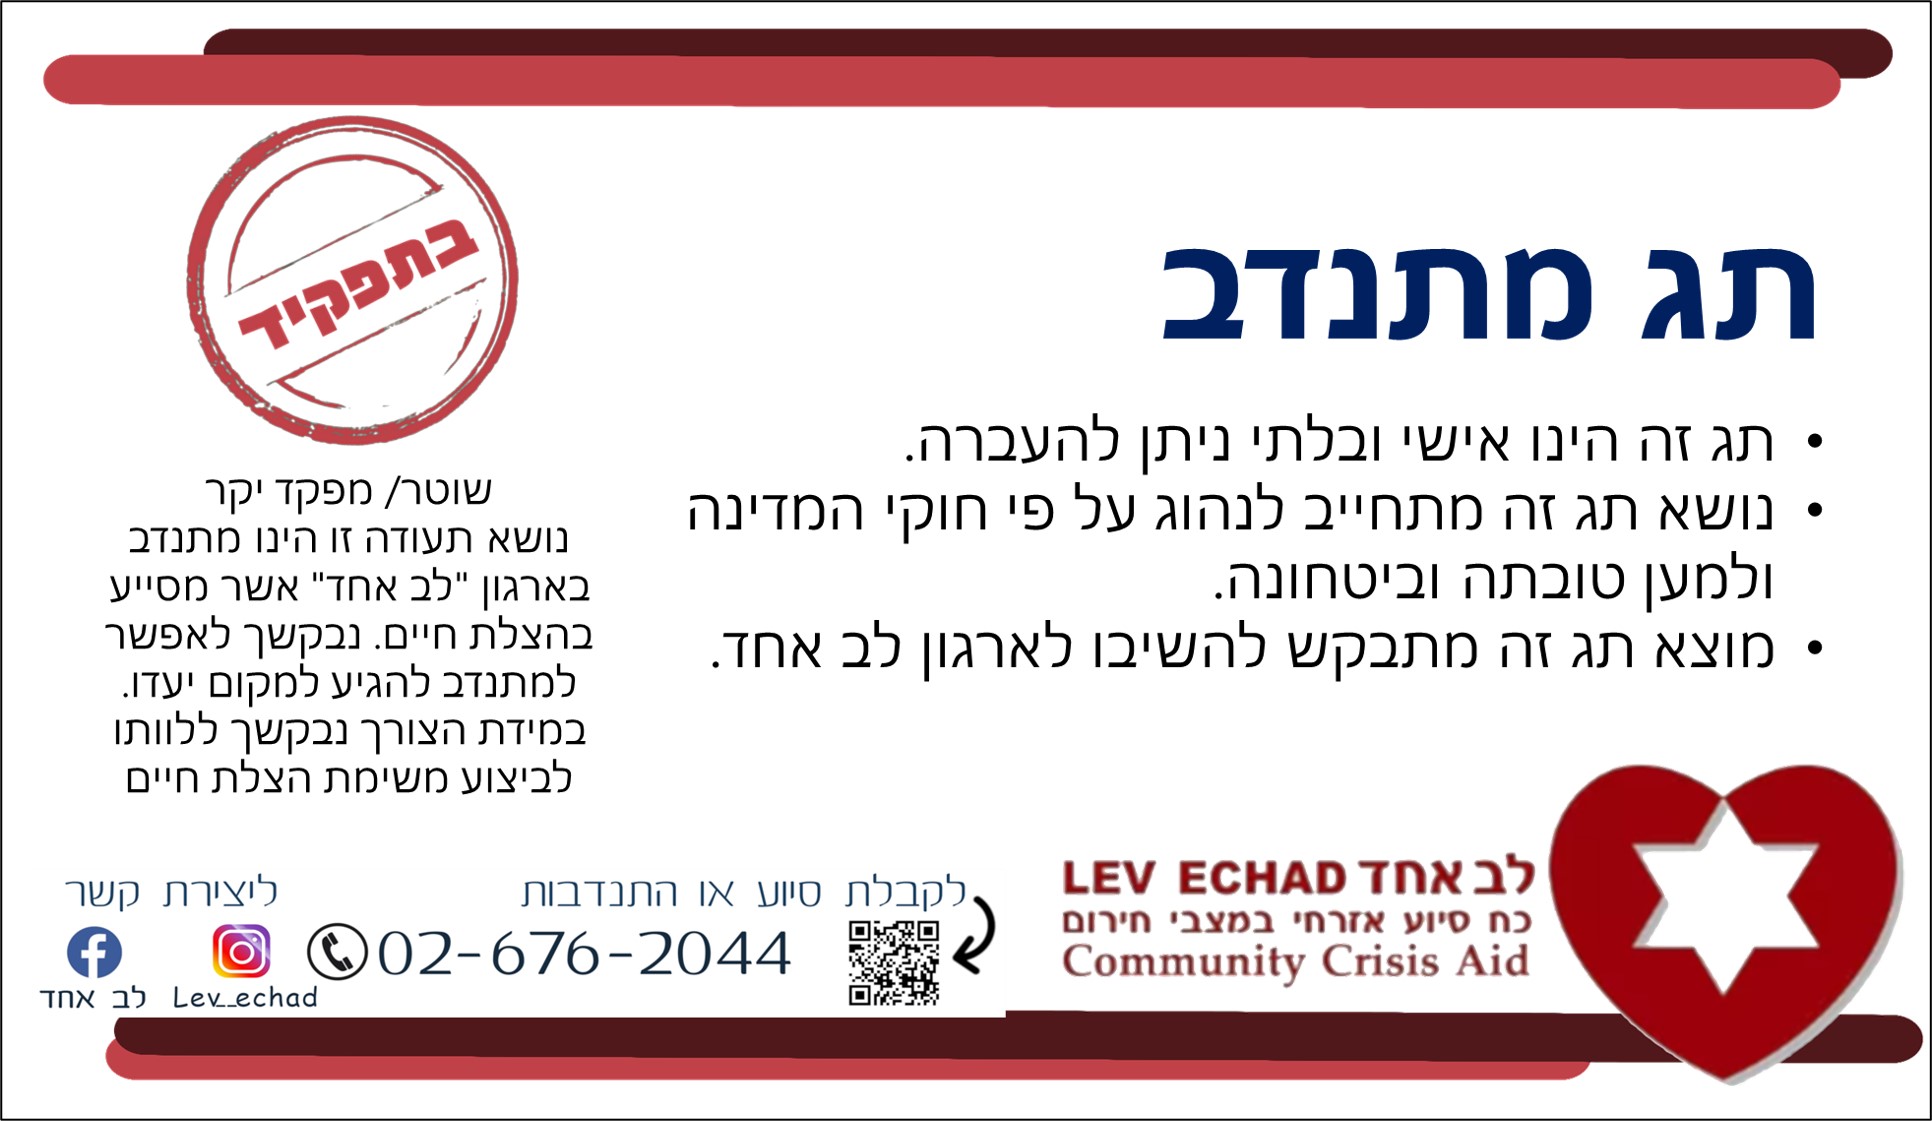 תג מתנדב
• תג זה הינו אישי ובלתי ניתן להעברה.
• נושא תג זה מתחייב לנהוג על פי חוקי המדינה
ולמען טובתה וביטחונה.
• מוצא תג זה מתבקש להשיבו לארגון לב אחד.
בתפקיד
שוטר/ מפקד יקר
נושא תעודה זו הינו מתנדב
בארגון "לב אחד" אשר מסייע
בהצלת חיים. נבקשך לאפשר
למתנדב להגיע למקום יעדו.
במידת הצורך נבקשך ללוותו
לביצוע משימת הצלת חיים
לב אחד LEV ECHAD
כח סיוע אזרחי במצבי חירום
Community Crisis Aid
לקבלת סיוע או התנדבות
02-676-2044
ליצירת קשר
Lev__echad
לב אחד